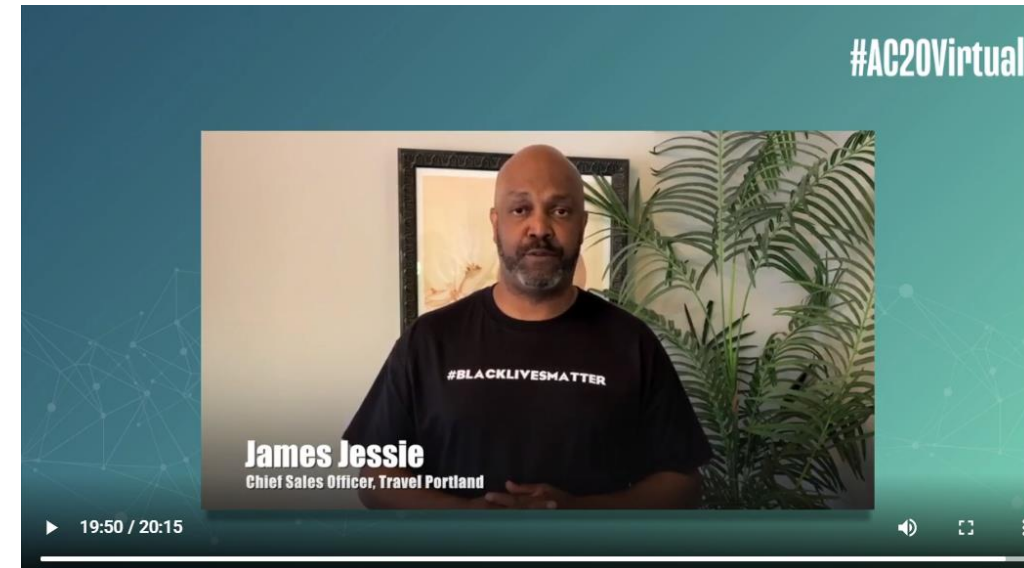 #AC20Virtual
#BLACKLIVESMATTER
James Jessie
Chief Sales Officer, Travel Portland
19:50 / 20:15